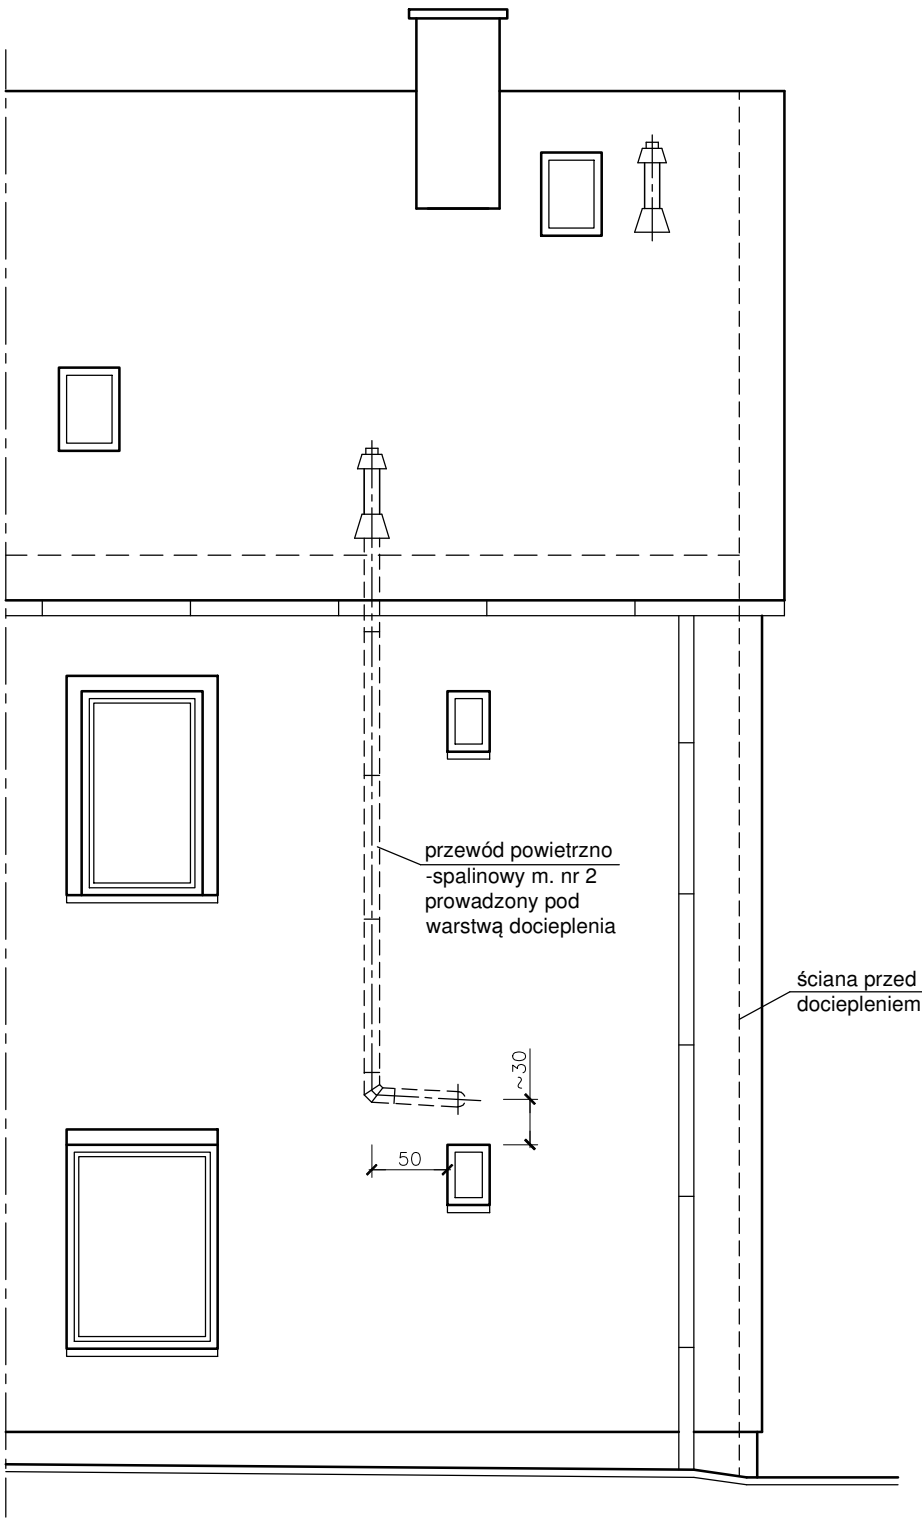 przewód powietrzno
-spalinowy m. nr 2
prowadzony pod
warstwą docieplenia
ściana przed
dociepleniem
~30
50